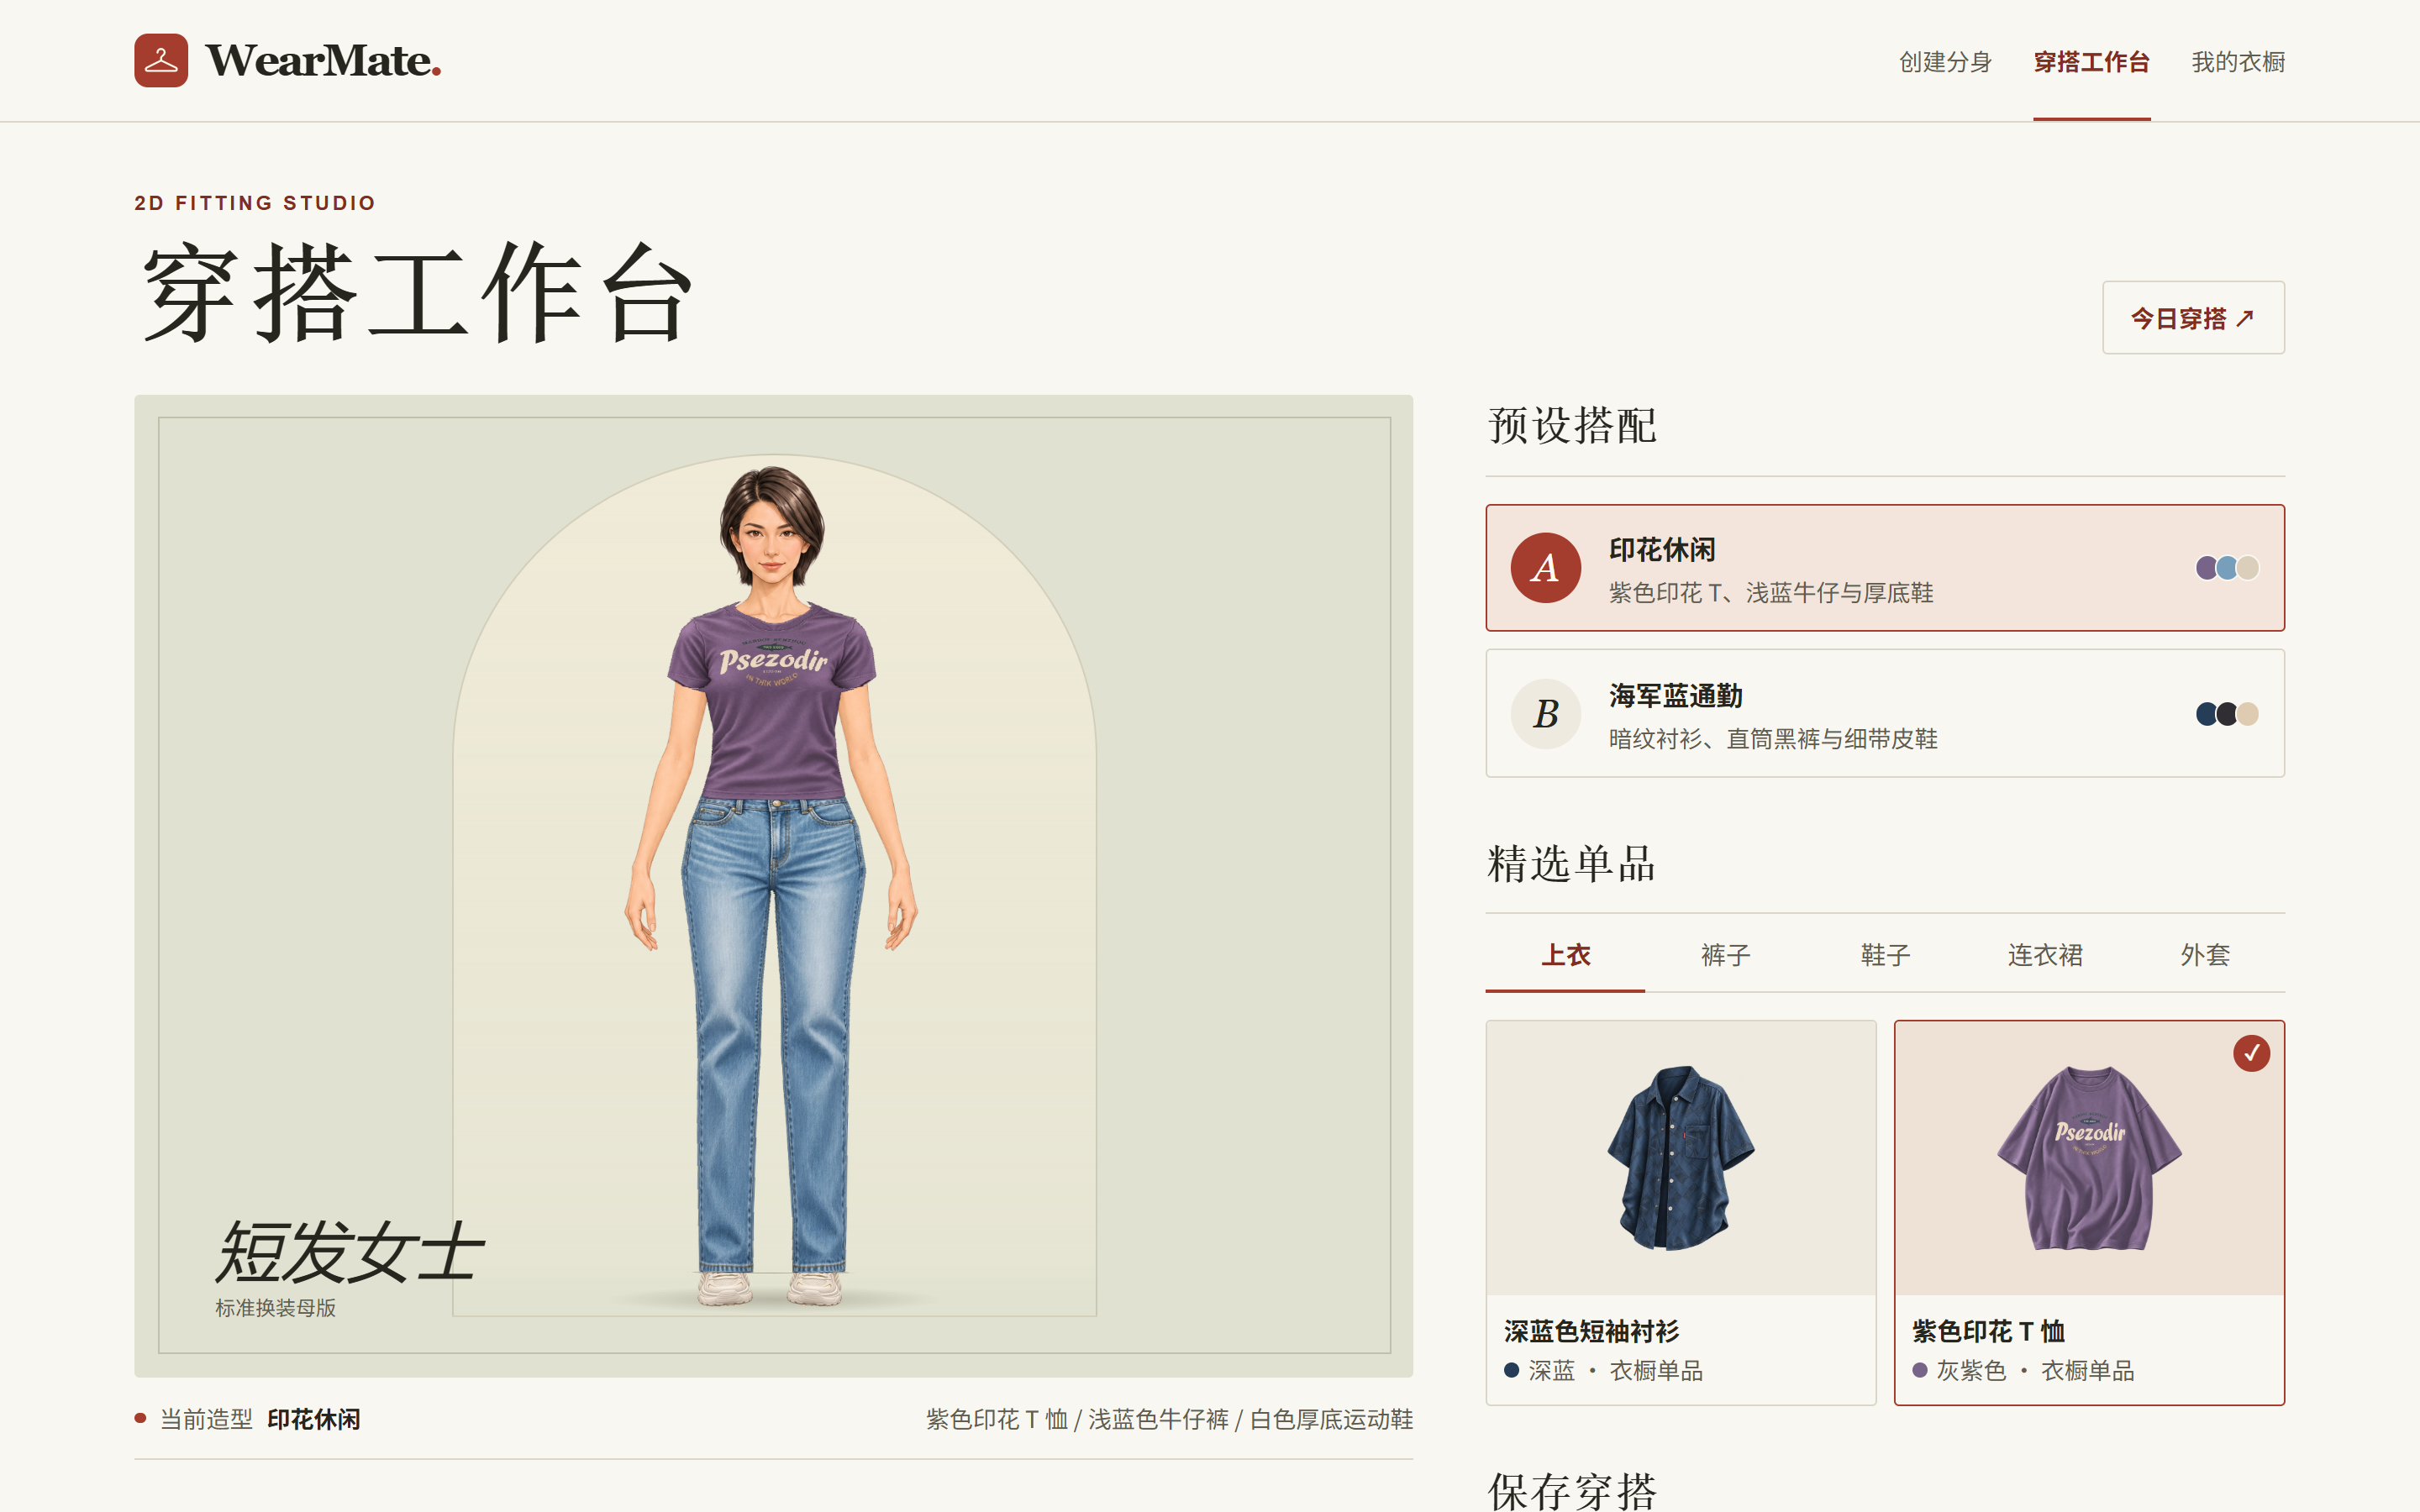 WearMate.
创建分身 穿搭工作台 我的衣橱
2D FITTING STUDIO
穿搭工作台
今日穿搭 ↗
Psezodir
IN THIK WORLD
短发女士
标准换装母版
当前造型 印花休闲
紫色印花 T 恤 / 浅蓝色牛仔裤 / 白色厚底运动鞋
预设搭配
A
印花休闲
紫色印花 T、浅蓝牛仔与厚底鞋
B
海军蓝通勤
暗纹衬衫、直筒黑裤与细带皮鞋
精选单品
上衣 裤子 鞋子 连衣裙 外套
Psezodir
IN THIK WORLD
深蓝色短袖衬衫
深蓝 · 衣橱单品
紫色印花 T 恤
灰紫色 · 衣橱单品
保存穿搭